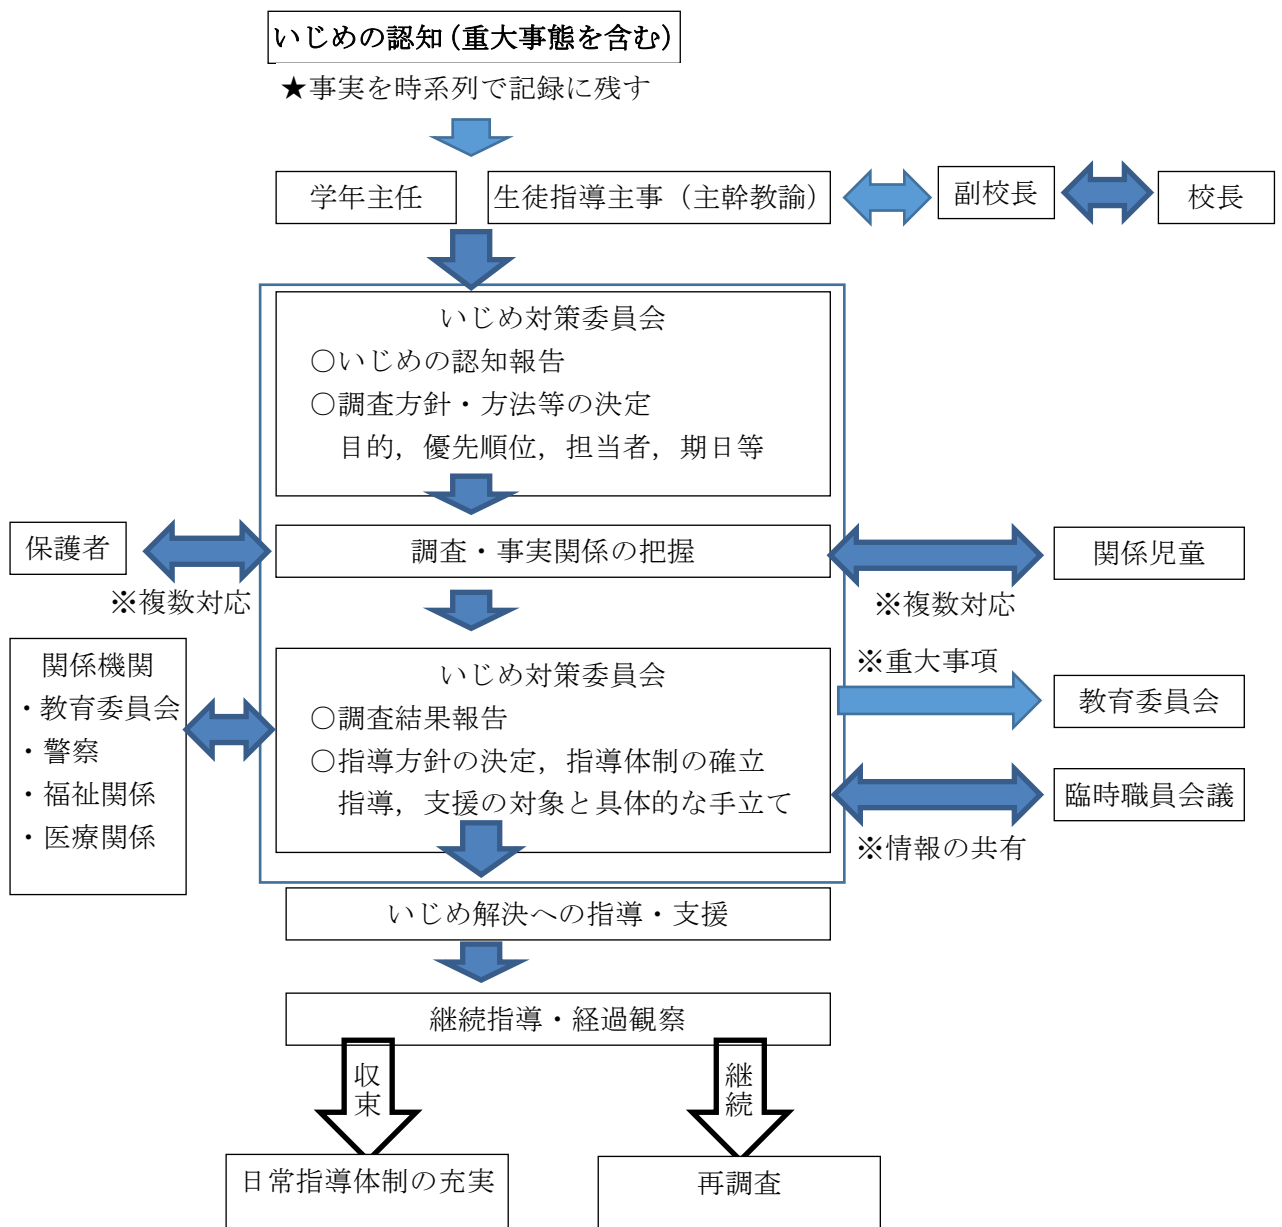 いじめの認知(重大事態を含む)
★事実を時系列で記録に残す
学年主任
生徒指導主事（主幹教諭）
副校長
校長
いじめ対策委員会
○いじめの認知報告
○調査方針・方法等の決定
目的，優先順位，担当者，期日等
保護者
調査・事実関係の把握
関係児童
※複数対応
※複数対応
関係機関
・教育委員会
・警察
・福祉関係
・医療関係
いじめ対策委員会
○調査結果報告
○指導方針の決定，指導体制の確立
指導，支援の対象と具体的な手立て
※重大事項
教育委員会
臨時職員会議
※情報の共有
いじめ解決への指導・支援
継続指導・経過観察
収束
継続
日常指導体制の充実
再調査